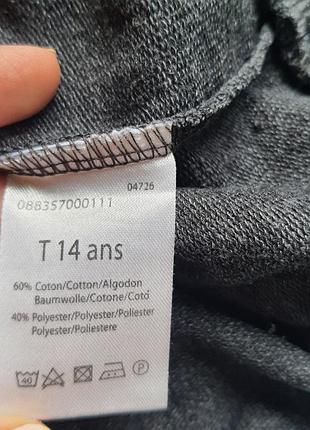 04726
088357000111
T 14 ans
60% Coton/Cotton/Algodon
Baumwolle/Cotone/Cotó
40% Polyester/Polyester/Poliester
Polyester/Poliestere
40
P